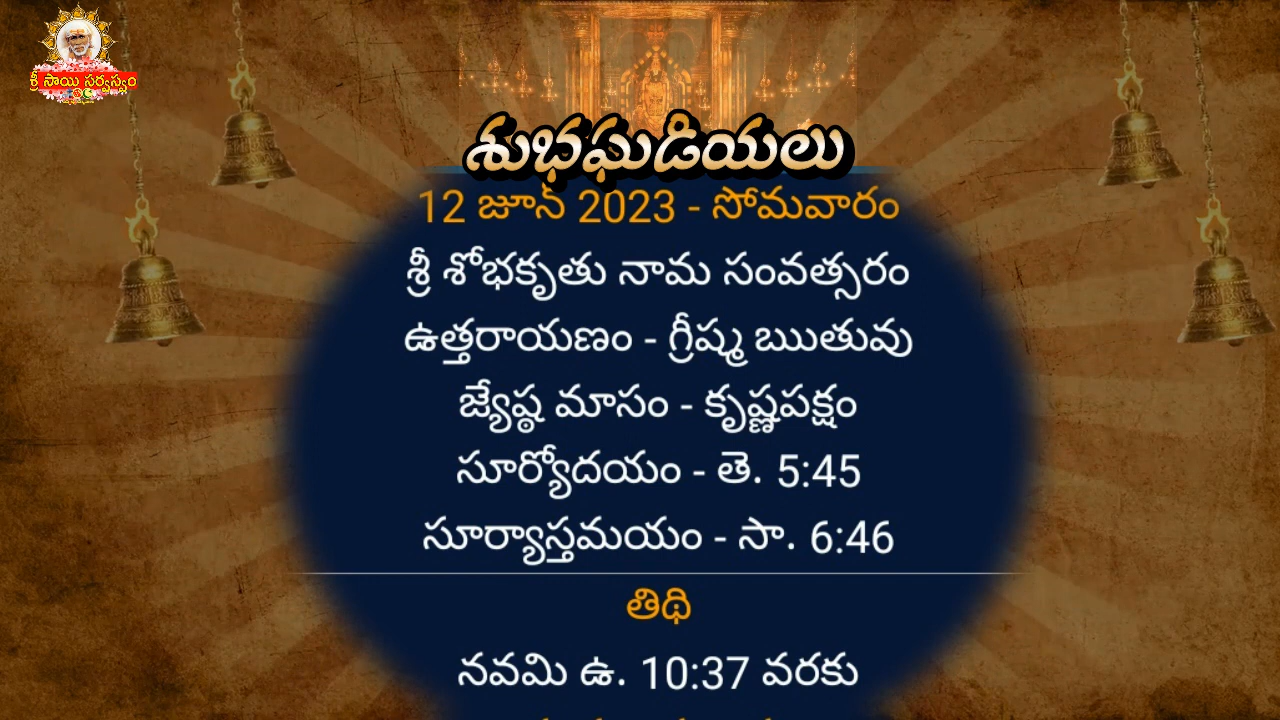 శ్రీ సాయి సర్వస్వం
శుభఘడియలు
12 జూన్ 2023 - సోమవారం
శ్రీ శోభకృతు నామ సంవత్సరం
ఉత్తరాయణం - గ్రీష్మ ఋతువు
జ్యేష్ఠ మాసం - కృష్ణపక్షం
సూర్యోదయం - తె. 5:45
సూర్యాస్తమయం - సా. 6:46
తిథి
నవమి ఉ. 10:37 వరకు